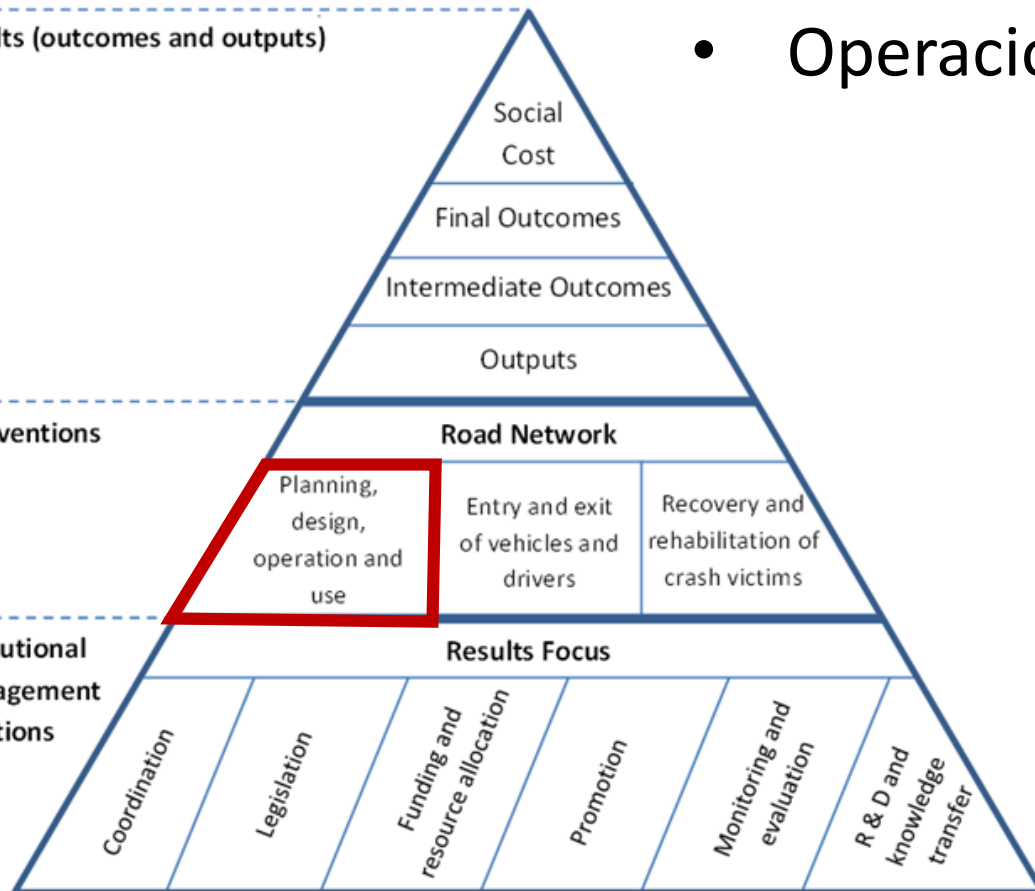 lts (outcomes and outputs)
• Operacio
Social
Cost
Final Outcomes
Intermediate Outcomes
Outputs
ventions
Road Network
Planning,
design,
operation and
use
Entry and exit
of vehicles and
drivers
Recovery and
rehabilitation of
crash victims
utional
agement
tions
Results Focus
Coordination
Legislation
Funding and
resource allocation
Promotion
Monitoring and
evaluation
R & D and
knowledge
transfer